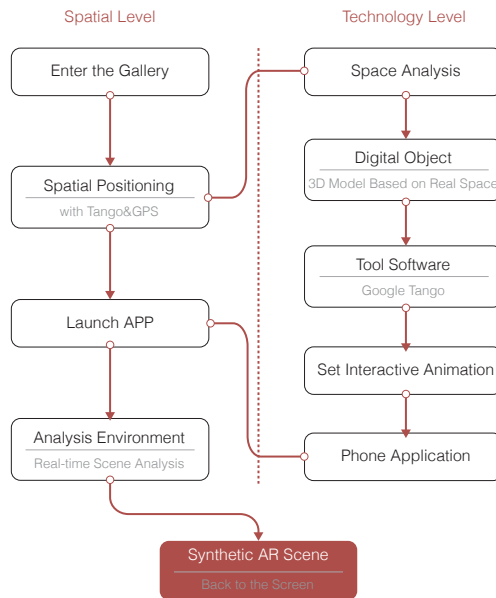 Spatial Level
Technology Level
Enter the Gallery
Space Analysis
Spatial Positioning
with Tango&GPS
Digital Object
3D Model Based on Real Space
Tool Software
Google Tango
Launch APP
Set Interactive Animation
Analysis Environment
Real-time Scene Analysis
Phone Application
Synthetic AR Scene
Back to the Screen